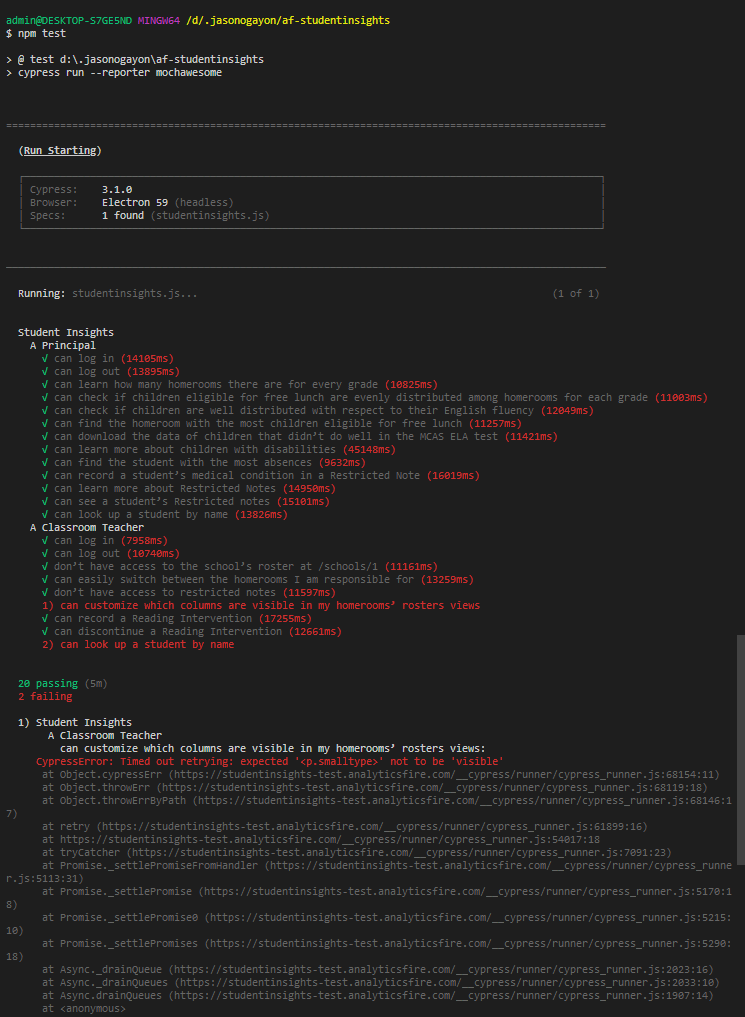 admin@DESKTOP-S7GE5ND MINGW64 /d/.jasonogayon/af-studentinsights
$ npm test
> @ test d:\.jasonogayon\af-studentinsights
> cypress run --reporter mochawesome
(Run Starting)
Cypress: 3.1.0
Browser: Electron 59 (headless)
Specs: 1 found (studentinsights.js)
Running: studentinsights.js... (1 of 1)
Student Insights
A Principal
√ can log in (14105ms)
√ can log out (13895ms)
√ can learn how many homerooms there are for every grade (10825ms)
√ can check if children eligible for free lunch are evenly distributed among homerooms for each grade (11003ms)
√ can check if children are well distributed with respect to their English fluency (12049ms)
√ can find the homeroom with the most children eligible for free lunch (11257ms)
√ can download the data of children that didn’t do well in the MCAS ELA test (11421ms)
√ can learn more about children with disabilities (45148ms)
√ can find the student with the most absences (9632ms)
√ can record a student’s medical condition in a Restricted Note (16019ms)
√ can learn more about Restricted Notes (14950ms)
√ can see a student’s Restricted notes (15101ms)
√ can look up a student by name (13826ms)
A Classroom Teacher
√ can log in (7958ms)
√ can log out (10740ms)
√ don’t have access to the school’s roster at /schools/1 (11161ms)
√ can easily switch between the homerooms I am responsible for (13259ms)
√ don’t have access to restricted notes (11597ms)
1) can customize which columns are visible in my homerooms’ rosters views
√ can record a Reading Intervention (17255ms)
√ can discontinue a Reading Intervention (12661ms)
2) can look up a student by name
20 passing (5m)
2 failing
1) Student Insights
A Classroom Teacher
can customize which columns are visible in my homerooms’ rosters views:
CypressError: Timed out retrying: expected '<p.smalltype>' not to be 'visible'
at Object.cypressErr (https://studentinsights-test.analyticsfire.com/__cypress/runner/cypress_runner.js:68154:11)
at Object.throwErr (https://studentinsights-test.analyticsfire.com/__cypress/runner/cypress_runner.js:68119:18)
at Object.throwErrByPath (https://studentinsights-test.analyticsfire.com/__cypress/runner/cypress_runner.js:68146:1
7)
at retry (https://studentinsights-test.analyticsfire.com/__cypress/runner/cypress_runner.js:61899:16)
at https://studentinsights-test.analyticsfire.com/__cypress/runner/cypress_runner.js:54017:18
at tryCatcher (https://studentinsights-test.analyticsfire.com/__cypress/runner/cypress_runner.js:7091:23)
at Promise._settlePromiseFromHandler (https://studentinsights-test.analyticsfire.com/__cypress/runner/cypress_runne
r.js:5113:31)
at Promise._settlePromise (https://studentinsights-test.analyticsfire.com/__cypress/runner/cypress_runner.js:5170:1
8)
at Promise._settlePromise0 (https://studentinsights-test.analyticsfire.com/__cypress/runner/cypress_runner.js:5215:
10)
at Promise._settlePromises (https://studentinsights-test.analyticsfire.com/__cypress/runner/cypress_runner.js:5290:
18)
at Async._drainQueue (https://studentinsights-test.analyticsfire.com/__cypress/runner/cypress_runner.js:2023:16)
at Async._drainQueues (https://studentinsights-test.analyticsfire.com/__cypress/runner/cypress_runner.js:2033:10)
at Async.drainQueues (https://studentinsights-test.analyticsfire.com/__cypress/runner/cypress_runner.js:1907:14)
at <anonymous>